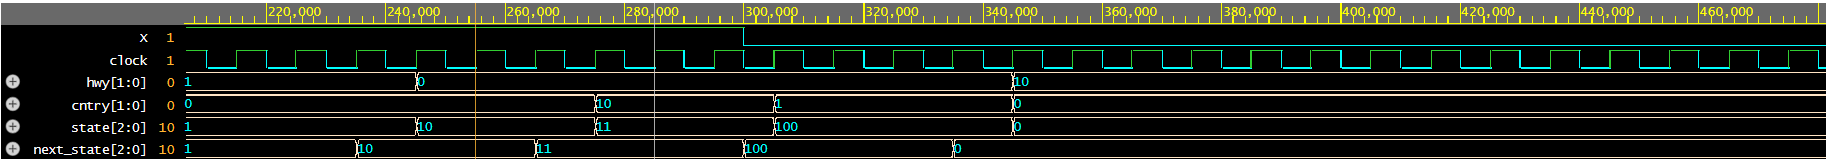 220,000 240,000 260,000 280,000 300,000 320,000 340,000 360,000 380,000 400,000 420,000 440,000 460,000
X 1
clock 1
hwy[1:0] 0 1 0 10
cntry[1:0] 0 0 10 1 0
state[2:0] 10 1 10 11 100 0
next_state[2:0] 10 1 10 11 100 0